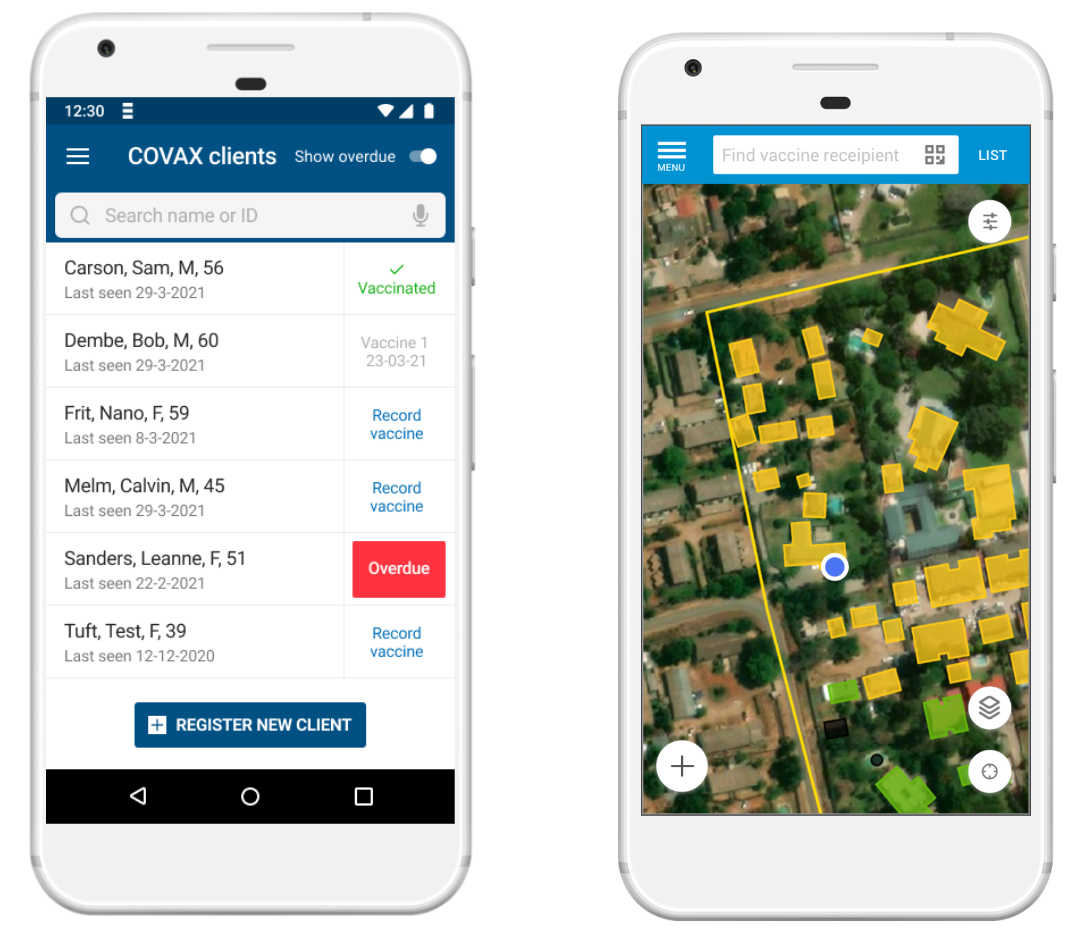 12:30
COVAX clients
Show overdue
Search name or ID
Carson, Sam, M, 56
Last seen 29-3-2021
Vaccinated
Dembe, Bob, M, 60
Last seen 29-3-2021
Vaccine 1
23-03-21
Frit, Nano, F, 59
Last seen 8-3-2021
Record
vaccine
Melm, Calvin, M, 45
Last seen 29-3-2021
Record
vaccine
Sanders, Leanne, F, 51
Last seen 22-2-2021
Overdue
Tuft, Test, F, 39
Last seen 12-12-2020
Record
vaccine
REGISTER NEW CLIENT
MENU
Find vaccine receipient
LIST